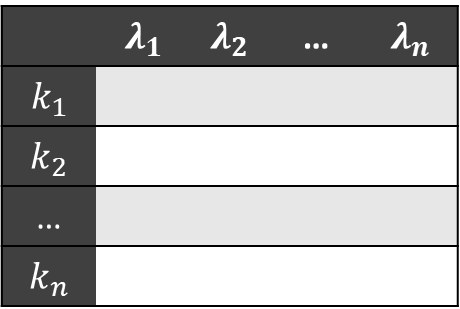 λ₁ λ₂ ... λₙ
k₁
k₂
...
kₙ